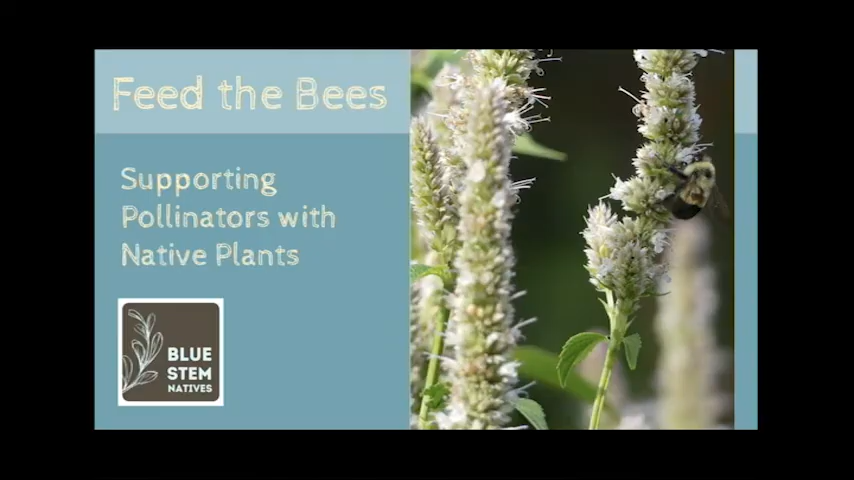 Feed the Bees
Supporting
Pollinators with
Native Plants
BLUE
STEM
NATIVES